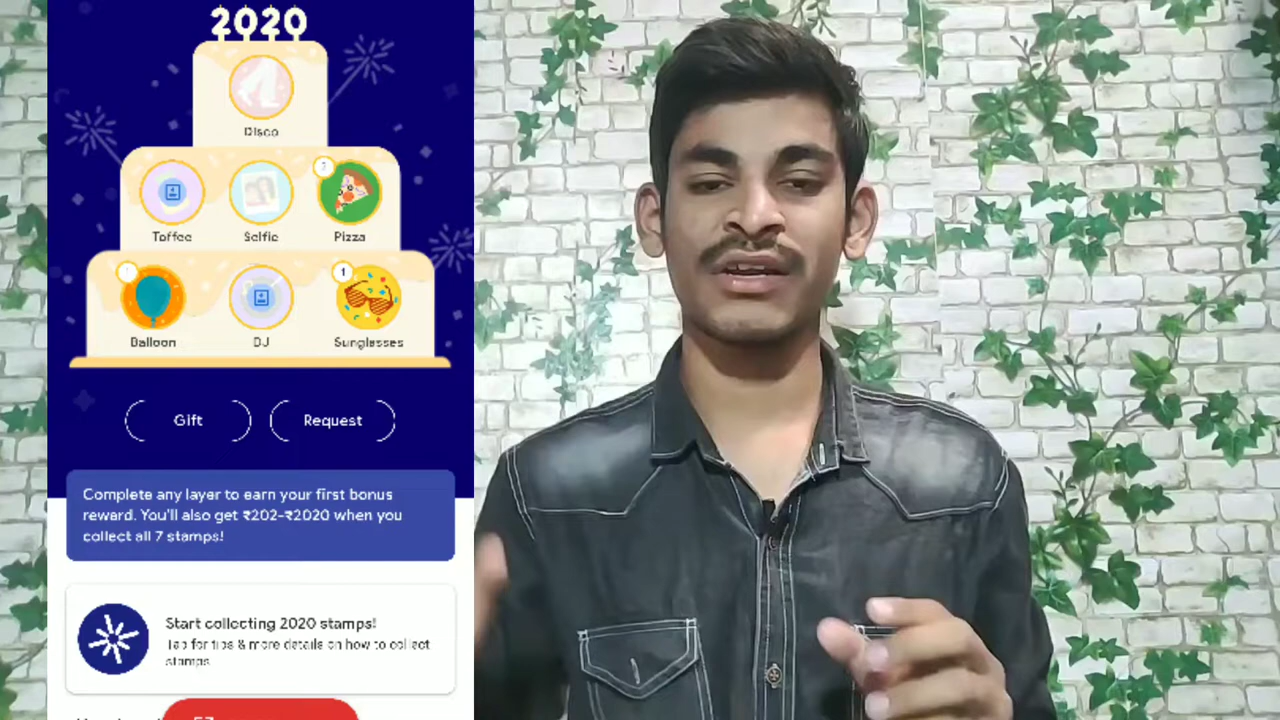 2020
Disco
Toffee
Selfie
Pizza
1
Balloon
DJ
Sunglasses
Gift
Request
Complete any layer to earn your first bonus
reward. You'll also get ₹202-₹2020 when you
collect all 7 stamps!
Start collecting 2020 stamps!
Tap for tips & more details on how to collect
stamps